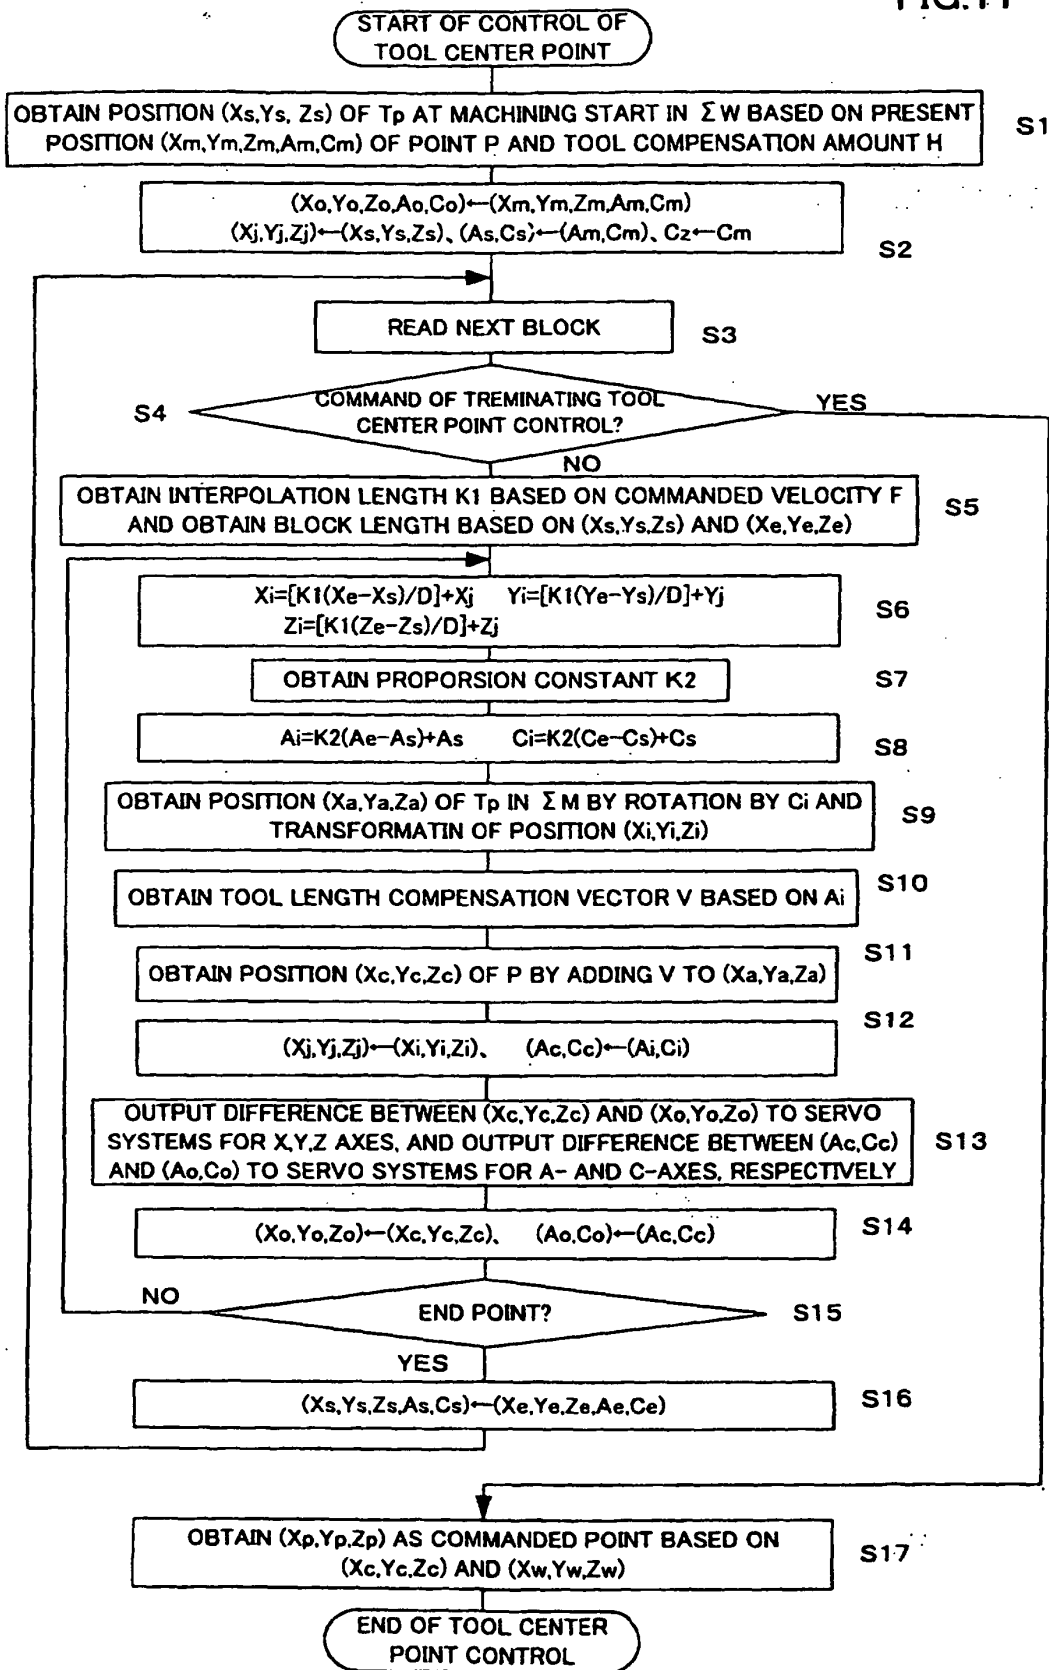 FIG.11
START OF CONTROL OF
TOOL CENTER POINT
OBTAIN POSITION (Xs,Ys, Zs) OF Tp AT MACHINING START IN ΣW BASED ON PRESENT
POSITION (Xm,Ym,Zm,Am,Cm) OF POINT P AND TOOL COMPENSATION AMOUNT H
S1
(Xo,Yo,Zo,Ao,Co)←(Xm,Ym,Zm,Am,Cm)
(Xj,Yj,Zj)←(Xs,Ys,Zs)、(As,Cs)←(Am,Cm)、Cz←Cm
S2
READ NEXT BLOCK
S3
S4
COMMAND OF TREMINATING TOOL
CENTER POINT CONTROL?
YES
NO
OBTAIN INTERPOLATION LENGTH K1 BASED ON COMMANDED VELOCITY F
AND OBTAIN BLOCK LENGTH BASED ON (Xs,Ys,Zs) AND (Xe,Ye,Ze)
S5
Xi=[K1(Xe-Xs)/D]+Xj Yi=[K1(Ye-Ys)/D]+Yj
Zi=[K1(Ze-Zs)/D]+Zj
S6
OBTAIN PROPORSION CONSTANT K2
S7
Ai=K2(Ae-As)+As Ci=K2(Ce-Cs)+Cs
S8
OBTAIN POSITION (Xa,Ya,Za) OF Tp IN ΣM BY ROTATION BY Ci AND
TRANSFORMATIN OF POSITION (Xi,Yi,Zi)
S9
OBTAIN TOOL LENGTH COMPENSATION VECTOR V BASED ON Ai
S10
OBTAIN POSITION (Xc,Yc,Zc) OF P BY ADDING V TO (Xa,Ya,Za)
S11
(Xj,Yj,Zj)←(Xi,Yi,Zi)、 (Ac,Cc)←(Ai,Ci)
S12
OUTPUT DIFFERENCE BETWEEN (Xc,Yc,Zc) AND (Xo,Yo,Zo) TO SERVO
SYSTEMS FOR X,Y,Z AXES, AND OUTPUT DIFFERENCE BETWEEN (Ac,Cc)
AND (Ao,Co) TO SERVO SYSTEMS FOR A- AND C-AXES, RESPECTIVELY
S13
(Xo,Yo,Zo)←(Xc,Yc,Zc)、 (Ao,Co)←(Ac,Cc)
S14
NO
END POINT?
S15
YES
(Xs,Ys,Zs,As,Cs)←(Xe,Ye,Ze,Ae,Ce)
S16
OBTAIN (Xp,Yp,Zp) AS COMMANDED POINT BASED ON
(Xc,Yc,Zc) AND (Xw,Yw,Zw)
S17
END OF TOOL CENTER
POINT CONTROL